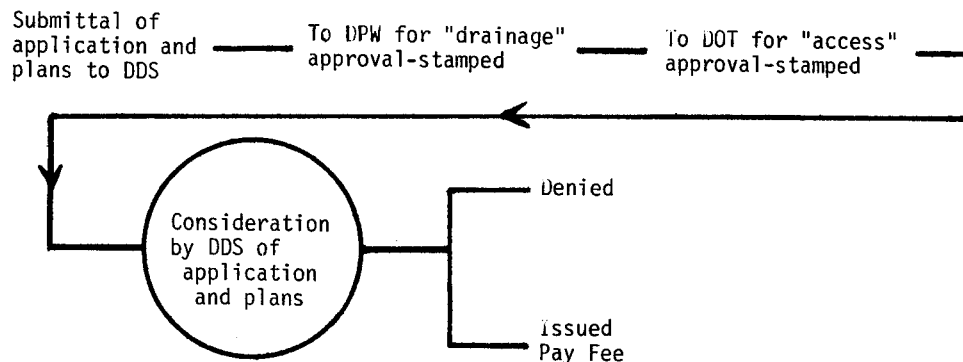 Submittal of
application and
plans to DDS
To DPW for "drainage"
approval-stamped
To DOT for "access"
approval-stamped
Denied
Consideration
by DDS of
application
and plans
Issued
Pay Fee